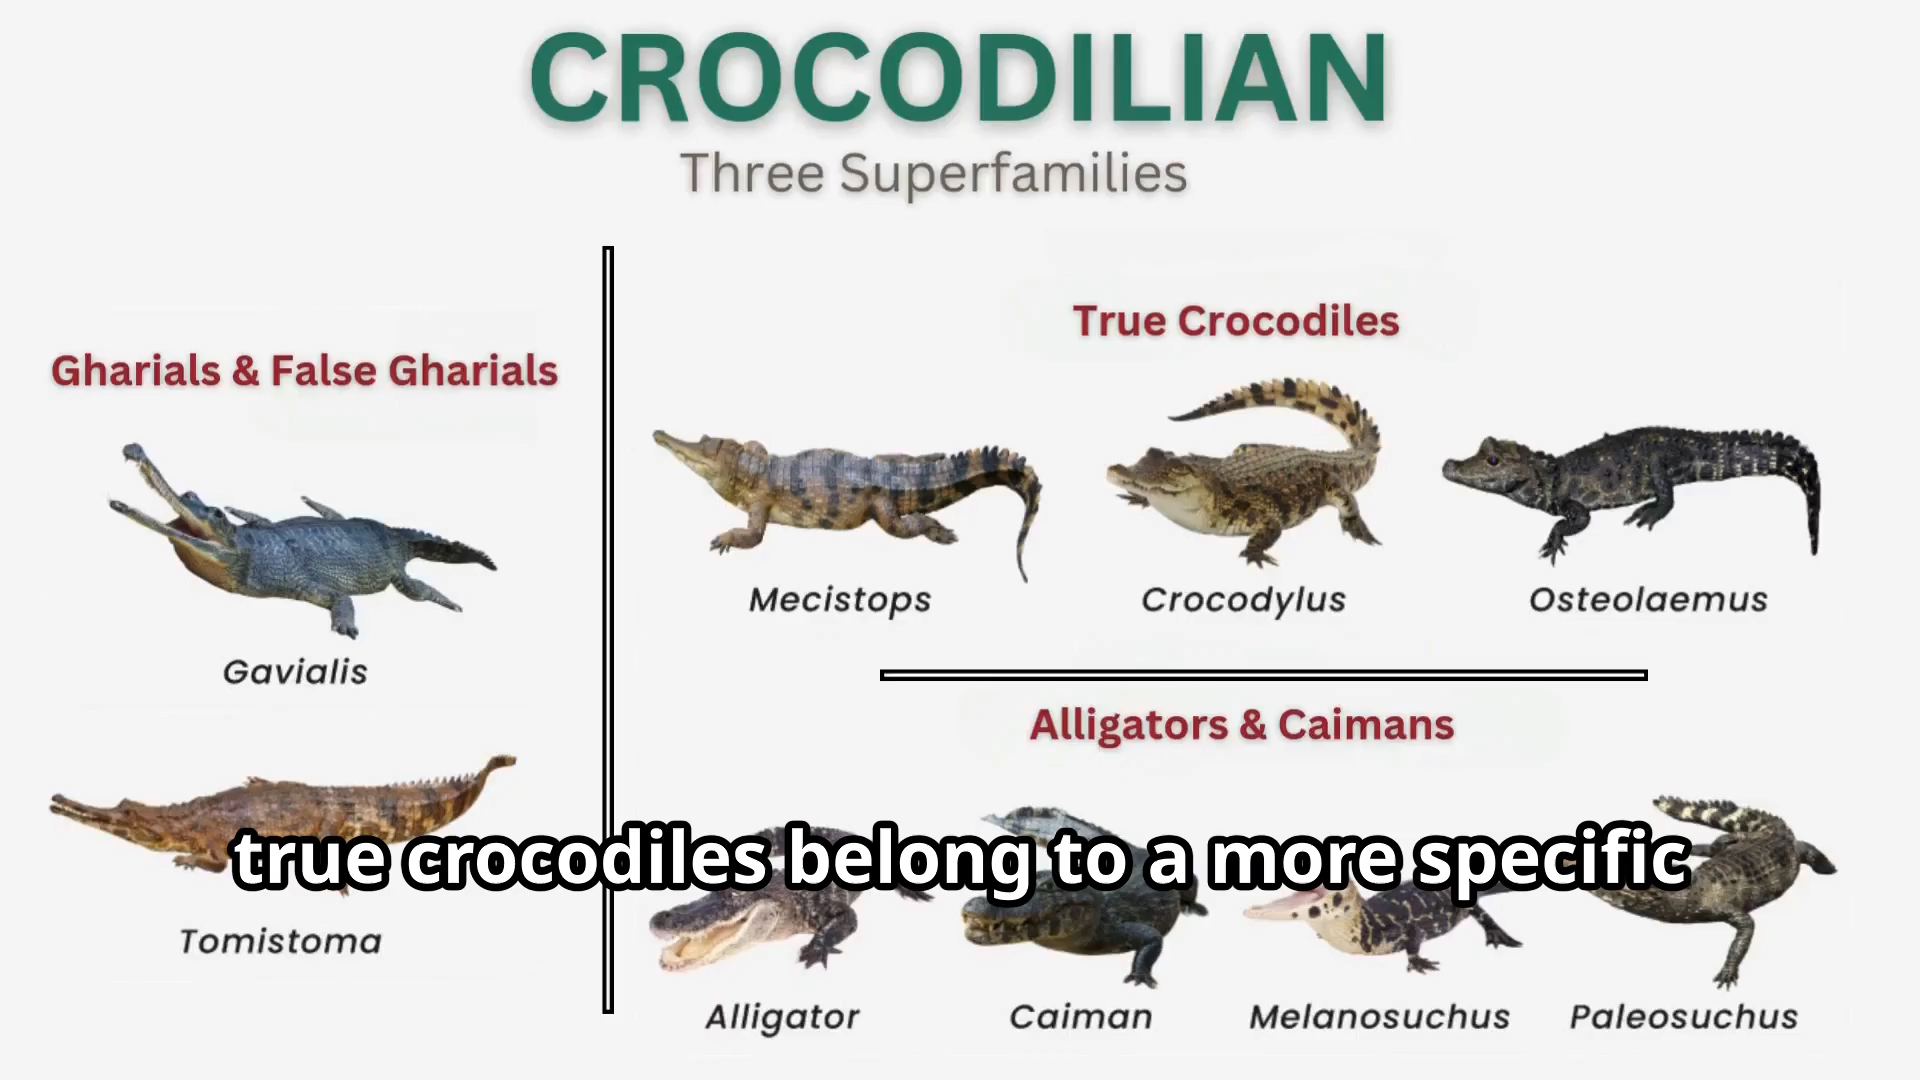 CROCODILIAN
Three Superfamilies
Gharials & False Gharials
Gavialis
Tomistoma
True Crocodiles
Mecistops
Crocodylus
Osteolaemus
Alligators & Caimans
Alligator
Caiman
Melanosuchus
Paleosuchus
true crocodiles belong to a more specific